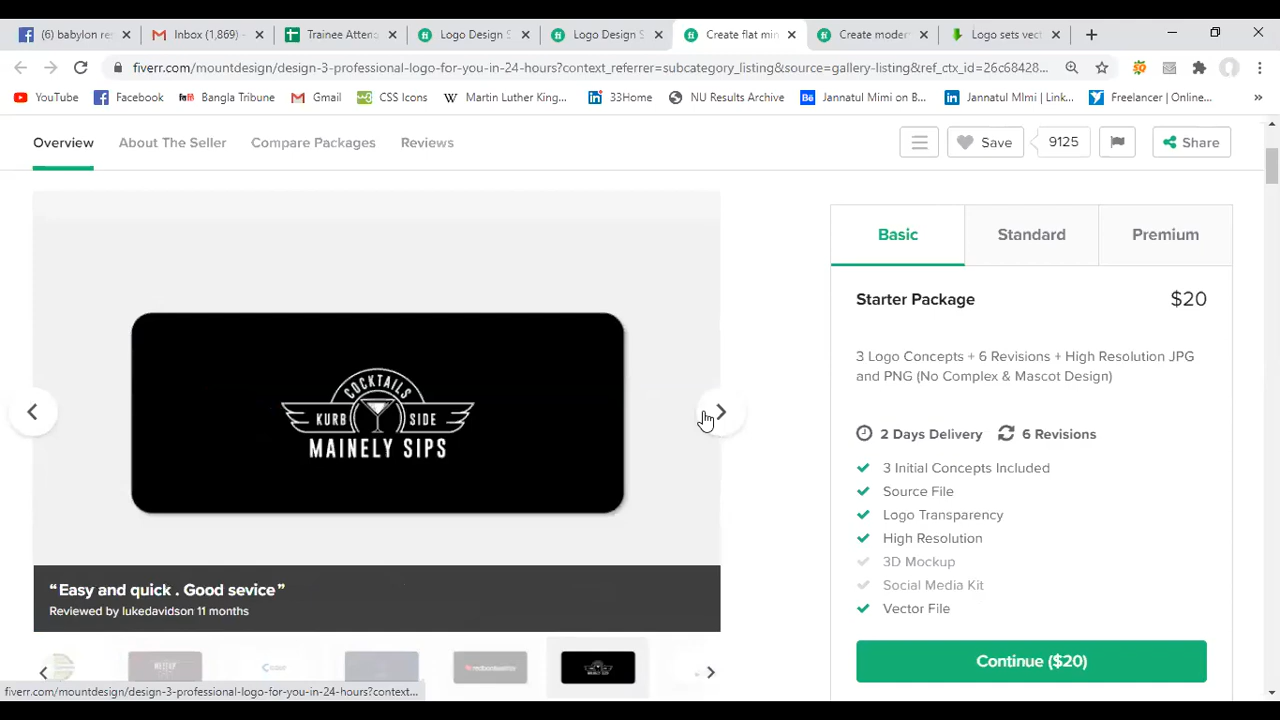 (6) babylon re
Inbox (1,869) -
Trainee Atten
Logo Design S
Logo Design S
Create flat min
Create moder
Logo sets vect
fiverr.com/mountdesign/design-3-professional-logo-for-you-in-24-hours?context_referrer=subcategory_listing&source=gallery-listing&ref_ctx_id=26c68428...
YouTube
Facebook
Bangla Tribune
Gmail
CSS Icons
Martin Luther King...
33Home
NU Results Archive
Jannatul Mimi on B...
Jannatul MImi | Link...
Freelancer | Online...
Overview
About The Seller
Compare Packages
Reviews
Save
9125
Share
Basic
Standard
Premium
COCKTAILS
KURB SIDE
MAINELY SIPS
Starter Package
$20
3 Logo Concepts + 6 Revisions + High Resolution JPG
and PNG (No Complex & Mascot Design)
2 Days Delivery
6 Revisions
3 Initial Concepts Included
Source File
Logo Transparency
High Resolution
3D Mockup
Social Media Kit
Vector File
Continue ($20)
“Easy and quick . Good sevice”
Reviewed by lukedavidson 11 months
fiverr.com/mountdesign/design-3-professional-logo-for-you-in-24-hours?context...